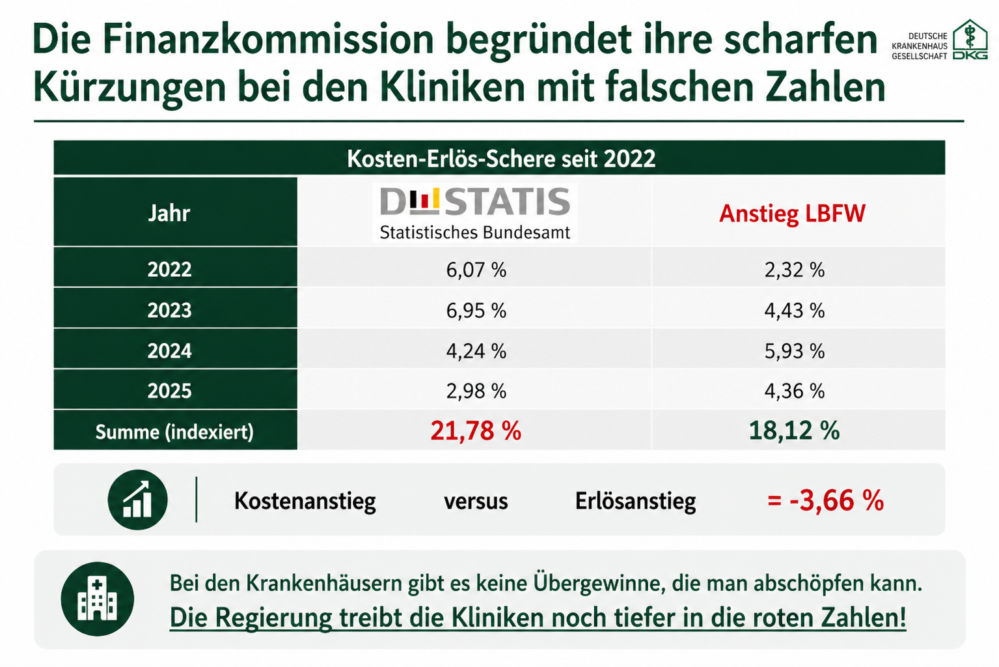 Die Finanzkommission begründet ihre scharfen
Kürzungen bei den Kliniken mit falschen Zahlen
DEUTSCHE
KRANKENHAUS
GESELLSCHAFT
DKG
Kosten-Erlös-Schere seit 2022
Jahr
DESTATIS
Statistisches Bundesamt
Anstieg LBFW
2022 6,07 % 2,32 %
2023 6,95 % 4,43 %
2024 4,24 % 5,93 %
2025 2,98 % 4,36 %
Summe (indexiert) 21,78 % 18,12 %
Kostenanstieg versus Erlösanstieg = -3,66 %
Bei den Krankenhäusern gibt es keine Übergewinne, die man abschöpfen kann.
Die Regierung treibt die Kliniken noch tiefer in die roten Zahlen!